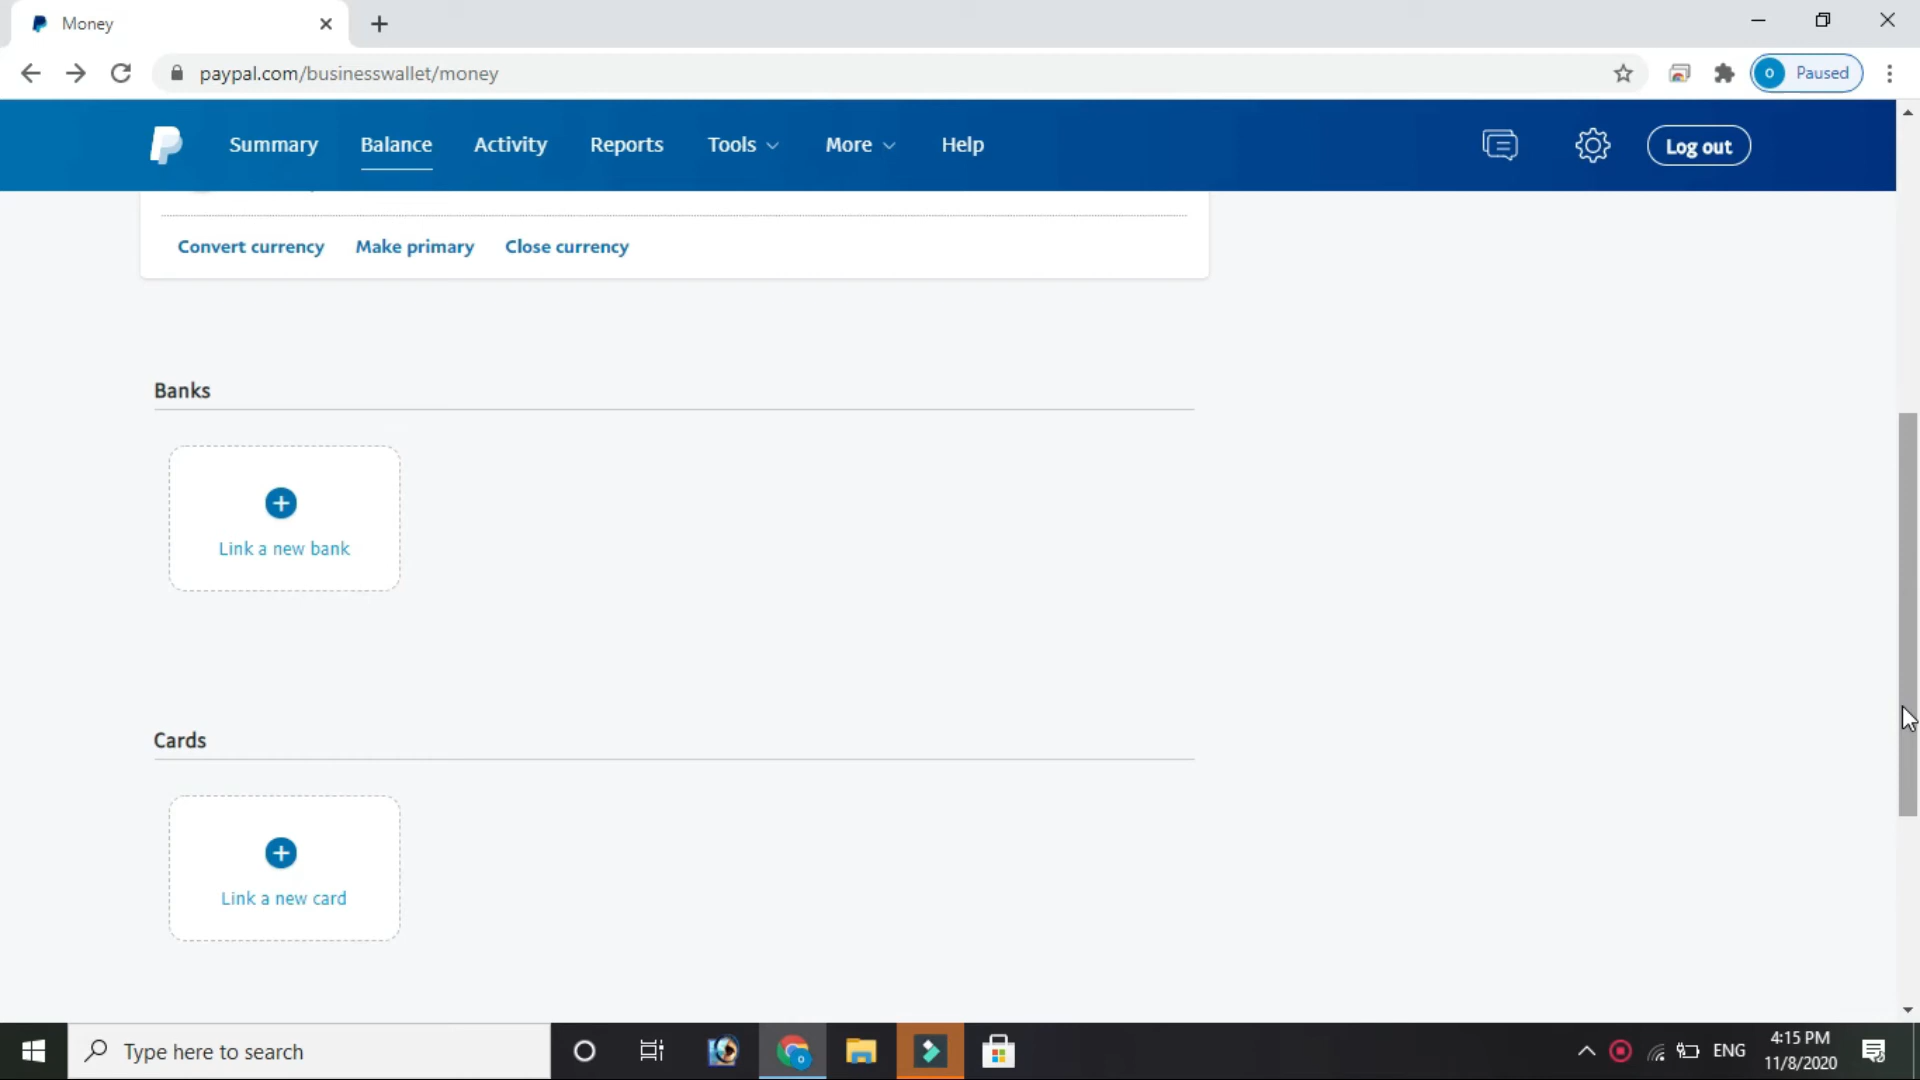 Money
paypal.com/businesswallet/money
Paused
Summary Balance Activity Reports Tools More Help Log out
Convert currency Make primary Close currency
Banks
Link a new bank
Cards
Link a new card
Type here to search
ENG
4:15 PM
11/8/2020